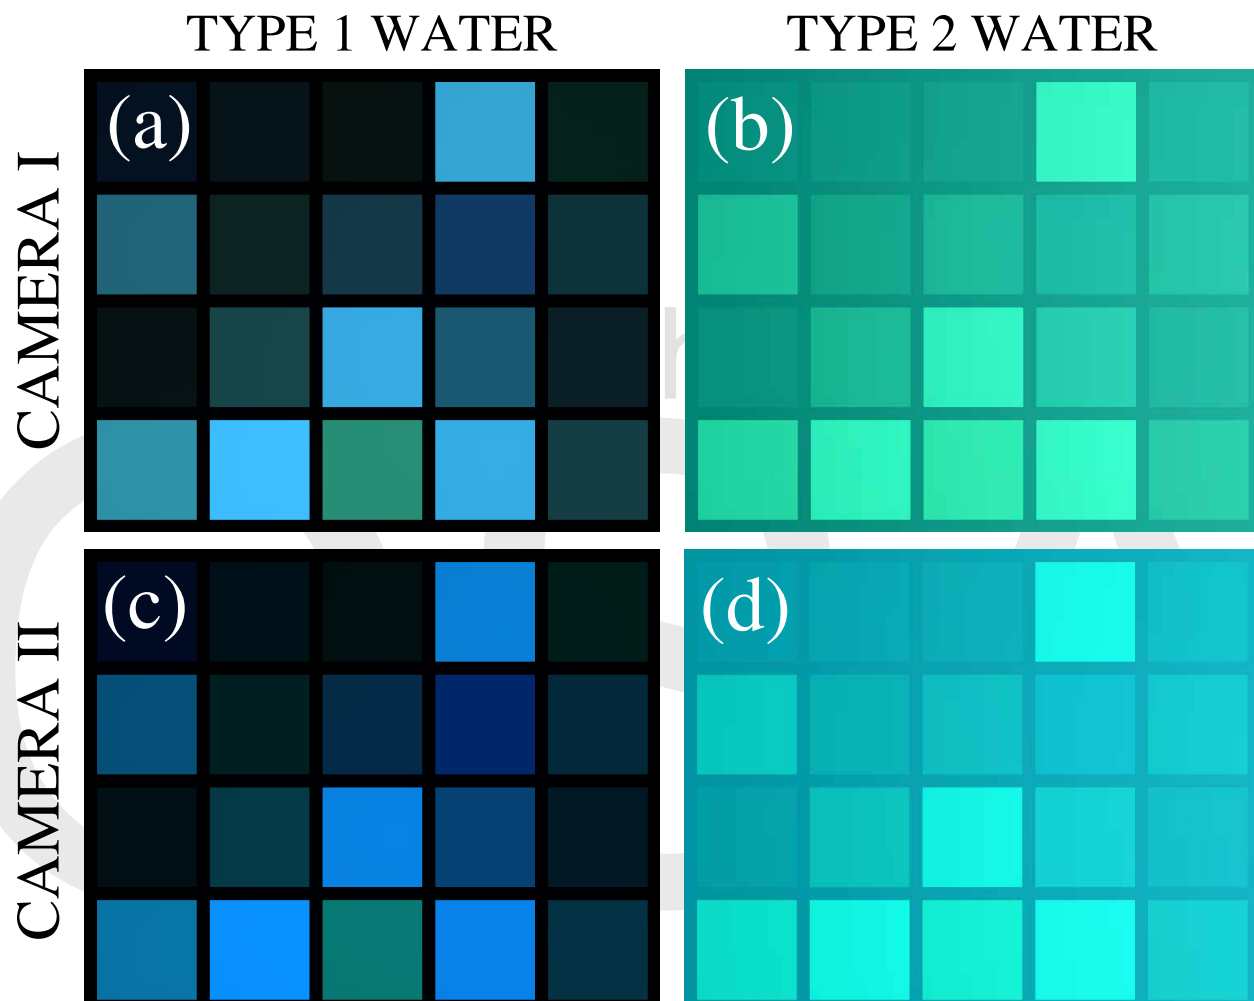 TYPE 1 WATER
TYPE 2 WATER
CAMERA I
(a)
(b)
CAMERA II
(c)
(d)